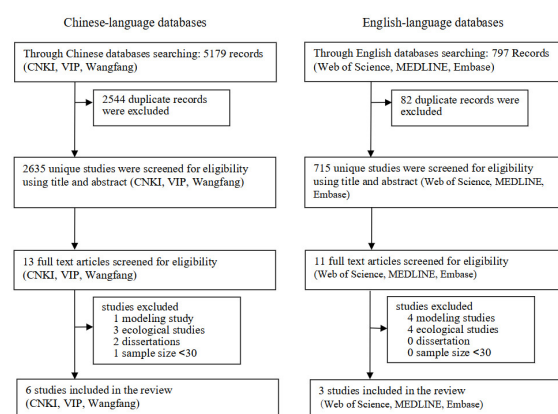 Chinese-language databases
Through Chinese databases searching: 5179 records
(CNKI, VIP, Wangfang)
2544 duplicate records
were excluded
2635 unique studies were screened for eligibility
using title and abstract (CNKI, VIP, Wangfang)
13 full text articles screened for eligibility
(CNKI, VIP, Wangfang)
studies excluded
1 modeling study
3 ecological studies
2 dissertations
1 sample size <30
6 studies included in the review
(CNKI, VIP, Wangfang)
English-language databases
Through English databases searching: 797 Records
(Web of Science, MEDLINE, Embase)
82 duplicate records were
excluded
715 unique studies were screened for eligibility
using title and abstract (Web of Science, MEDLINE,
Embase)
11 full text articles screened for eligibility
(Web of Science, MEDLINE, Embase)
studies excluded
4 modeling studies
4 ecological studies
0 dissertation
0 sample size <30
3 studies included in the review
(Web of Science, MEDLINE, Embase)